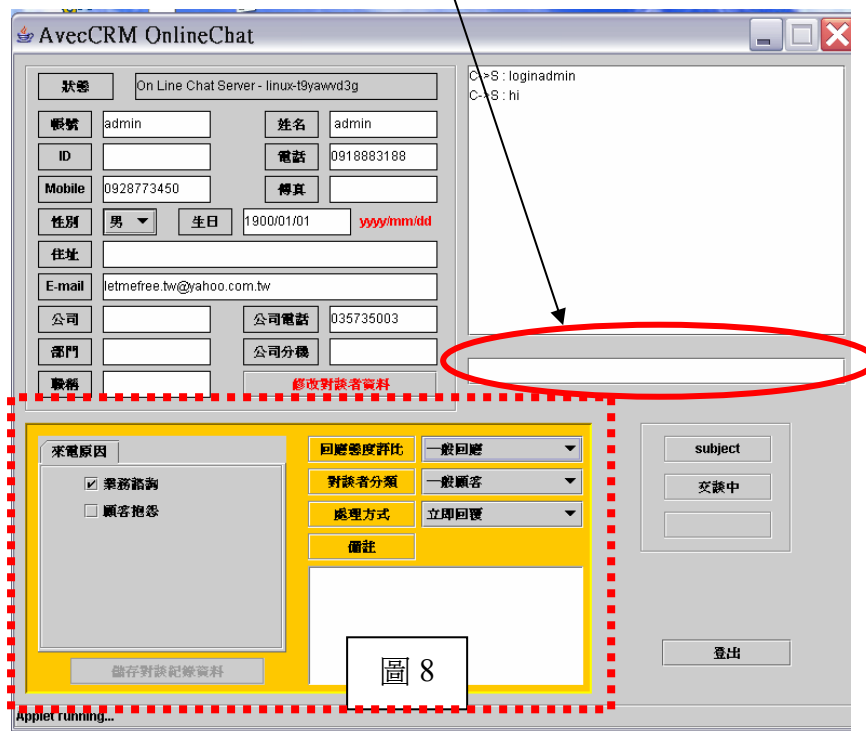 AvecCRM OnlineChat
狀態 On Line Chat Server - linux-t9yawvd3g
帳號 admin 姓名 admin
ID 電話 0918883188
Mobile 0928773450 傳真
性別 男 生日 1900/01/01 yyyy/mm/dd
住址
E-mail letmefree.tw@yahoo.com.tw
公司 公司電話 035735003
部門 公司分機
職稱 修改對談者資料
C->S : loginadmin
C->S : hi
來電原因
業務諮詢
顧客抱怨
儲存對談紀錄資料
回應態度評比 一般回應
對談者分類 一般顧客
處理方式 立即回覆
備註
圖 8
subject
交談中
登出
Applet running...